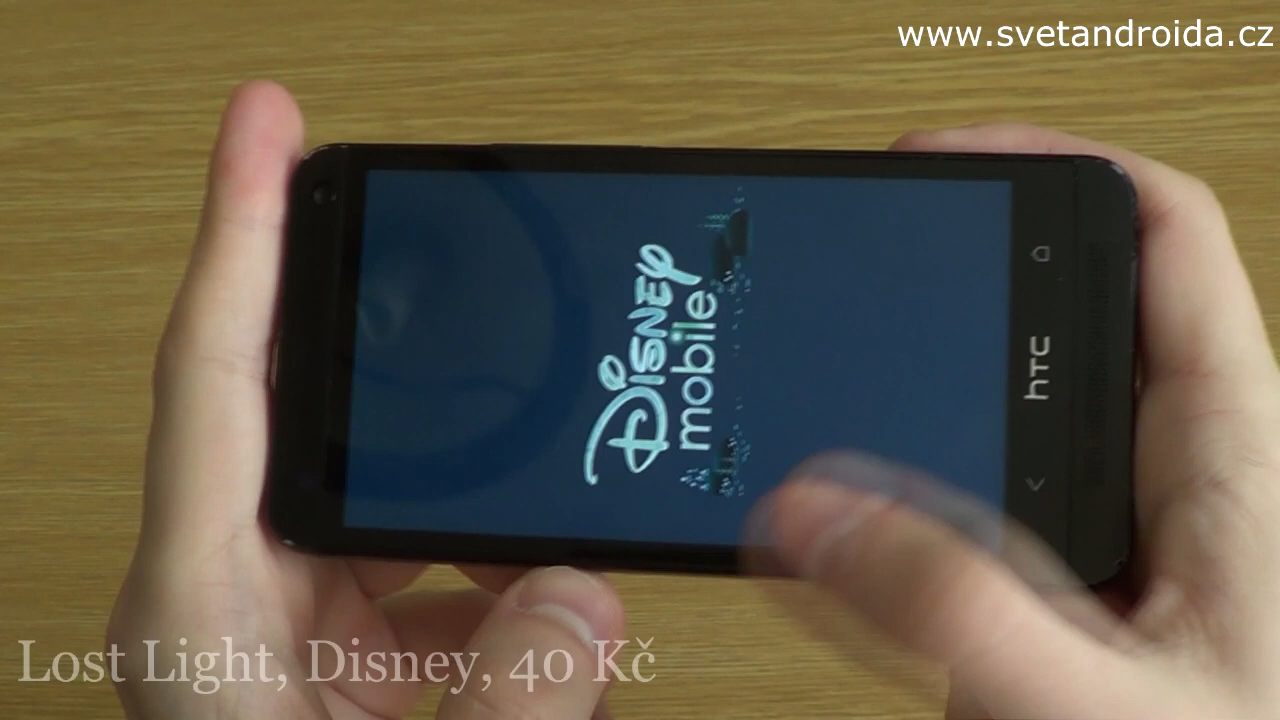 www.svetandroida.cz
Disney
mobile
hTC
Lost Light, Disney, 40 Kč